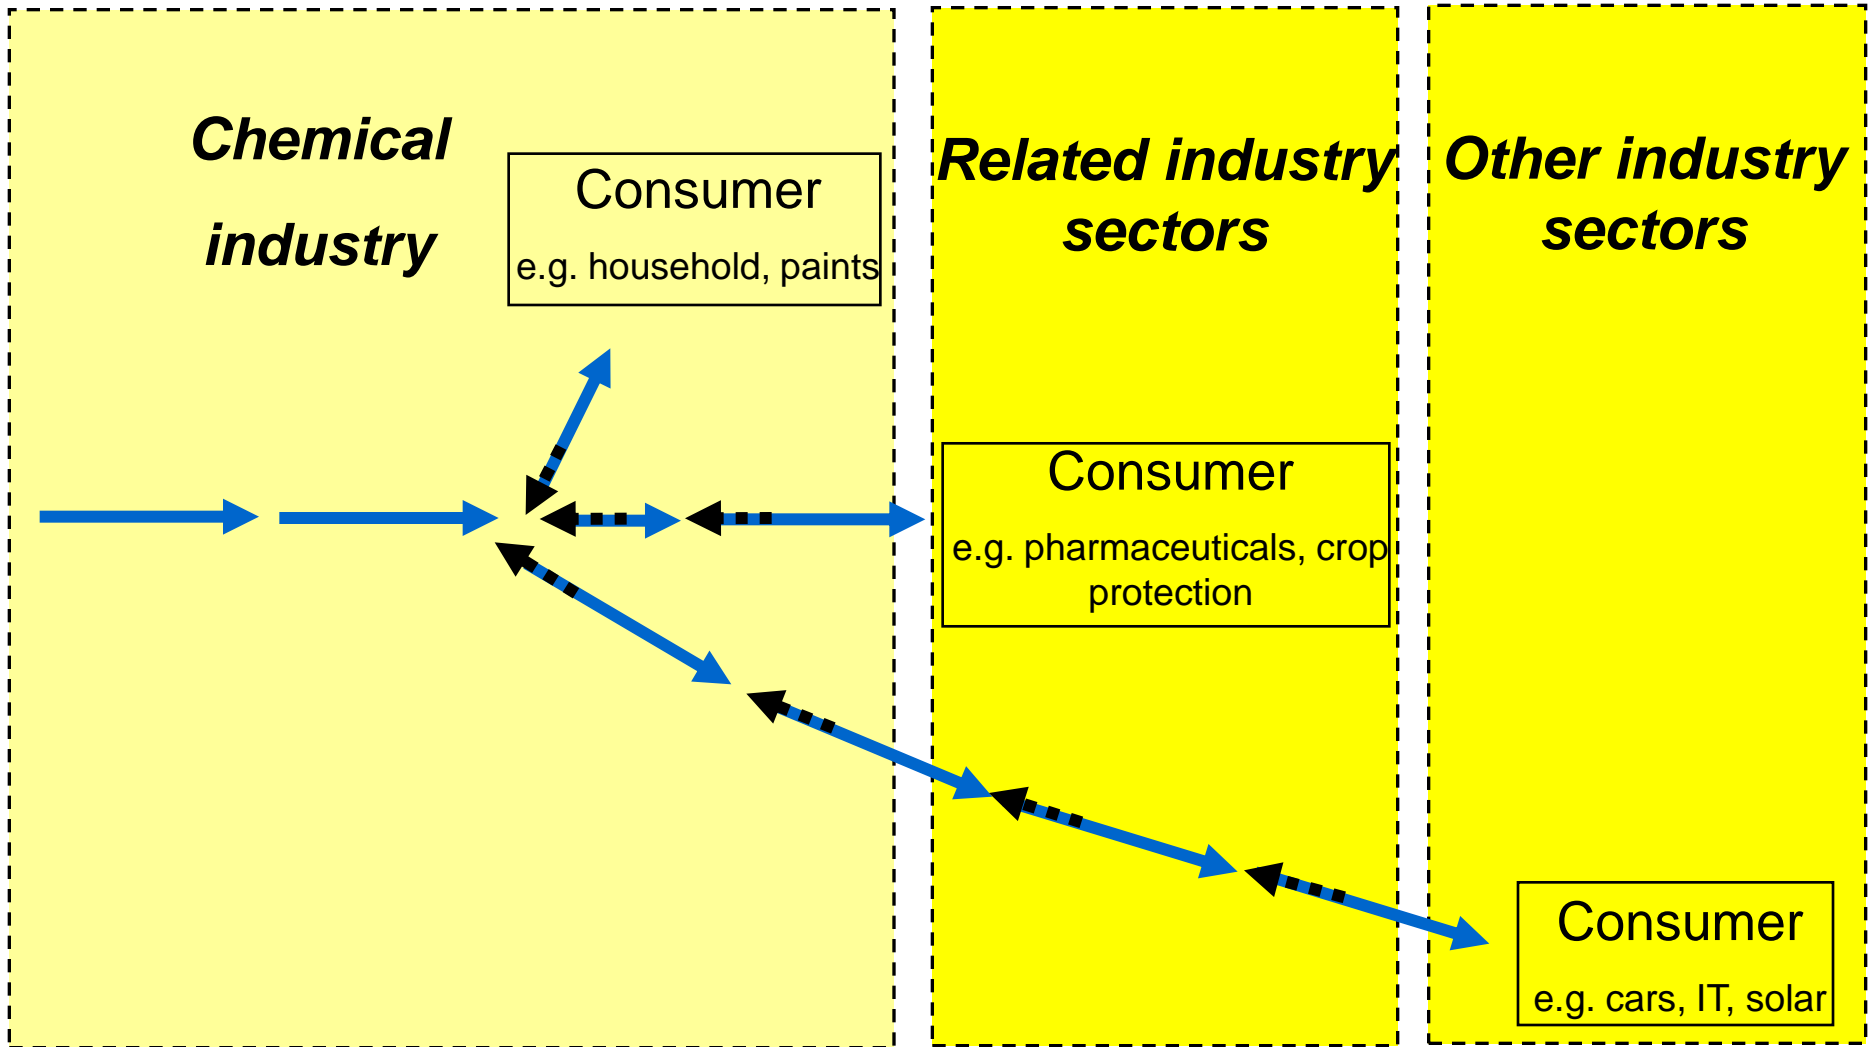 Chemical
industry
Consumer
e.g. household, paints
Related industry
sectors
Other industry
sectors
Consumer
e.g. pharmaceuticals, crop
protection
Consumer
e.g. cars, IT, solar